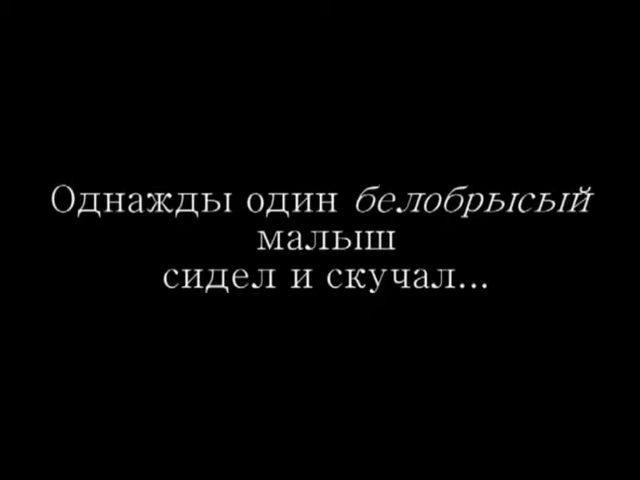 Однажды один белобрысый
малыш
сидел и скучал...